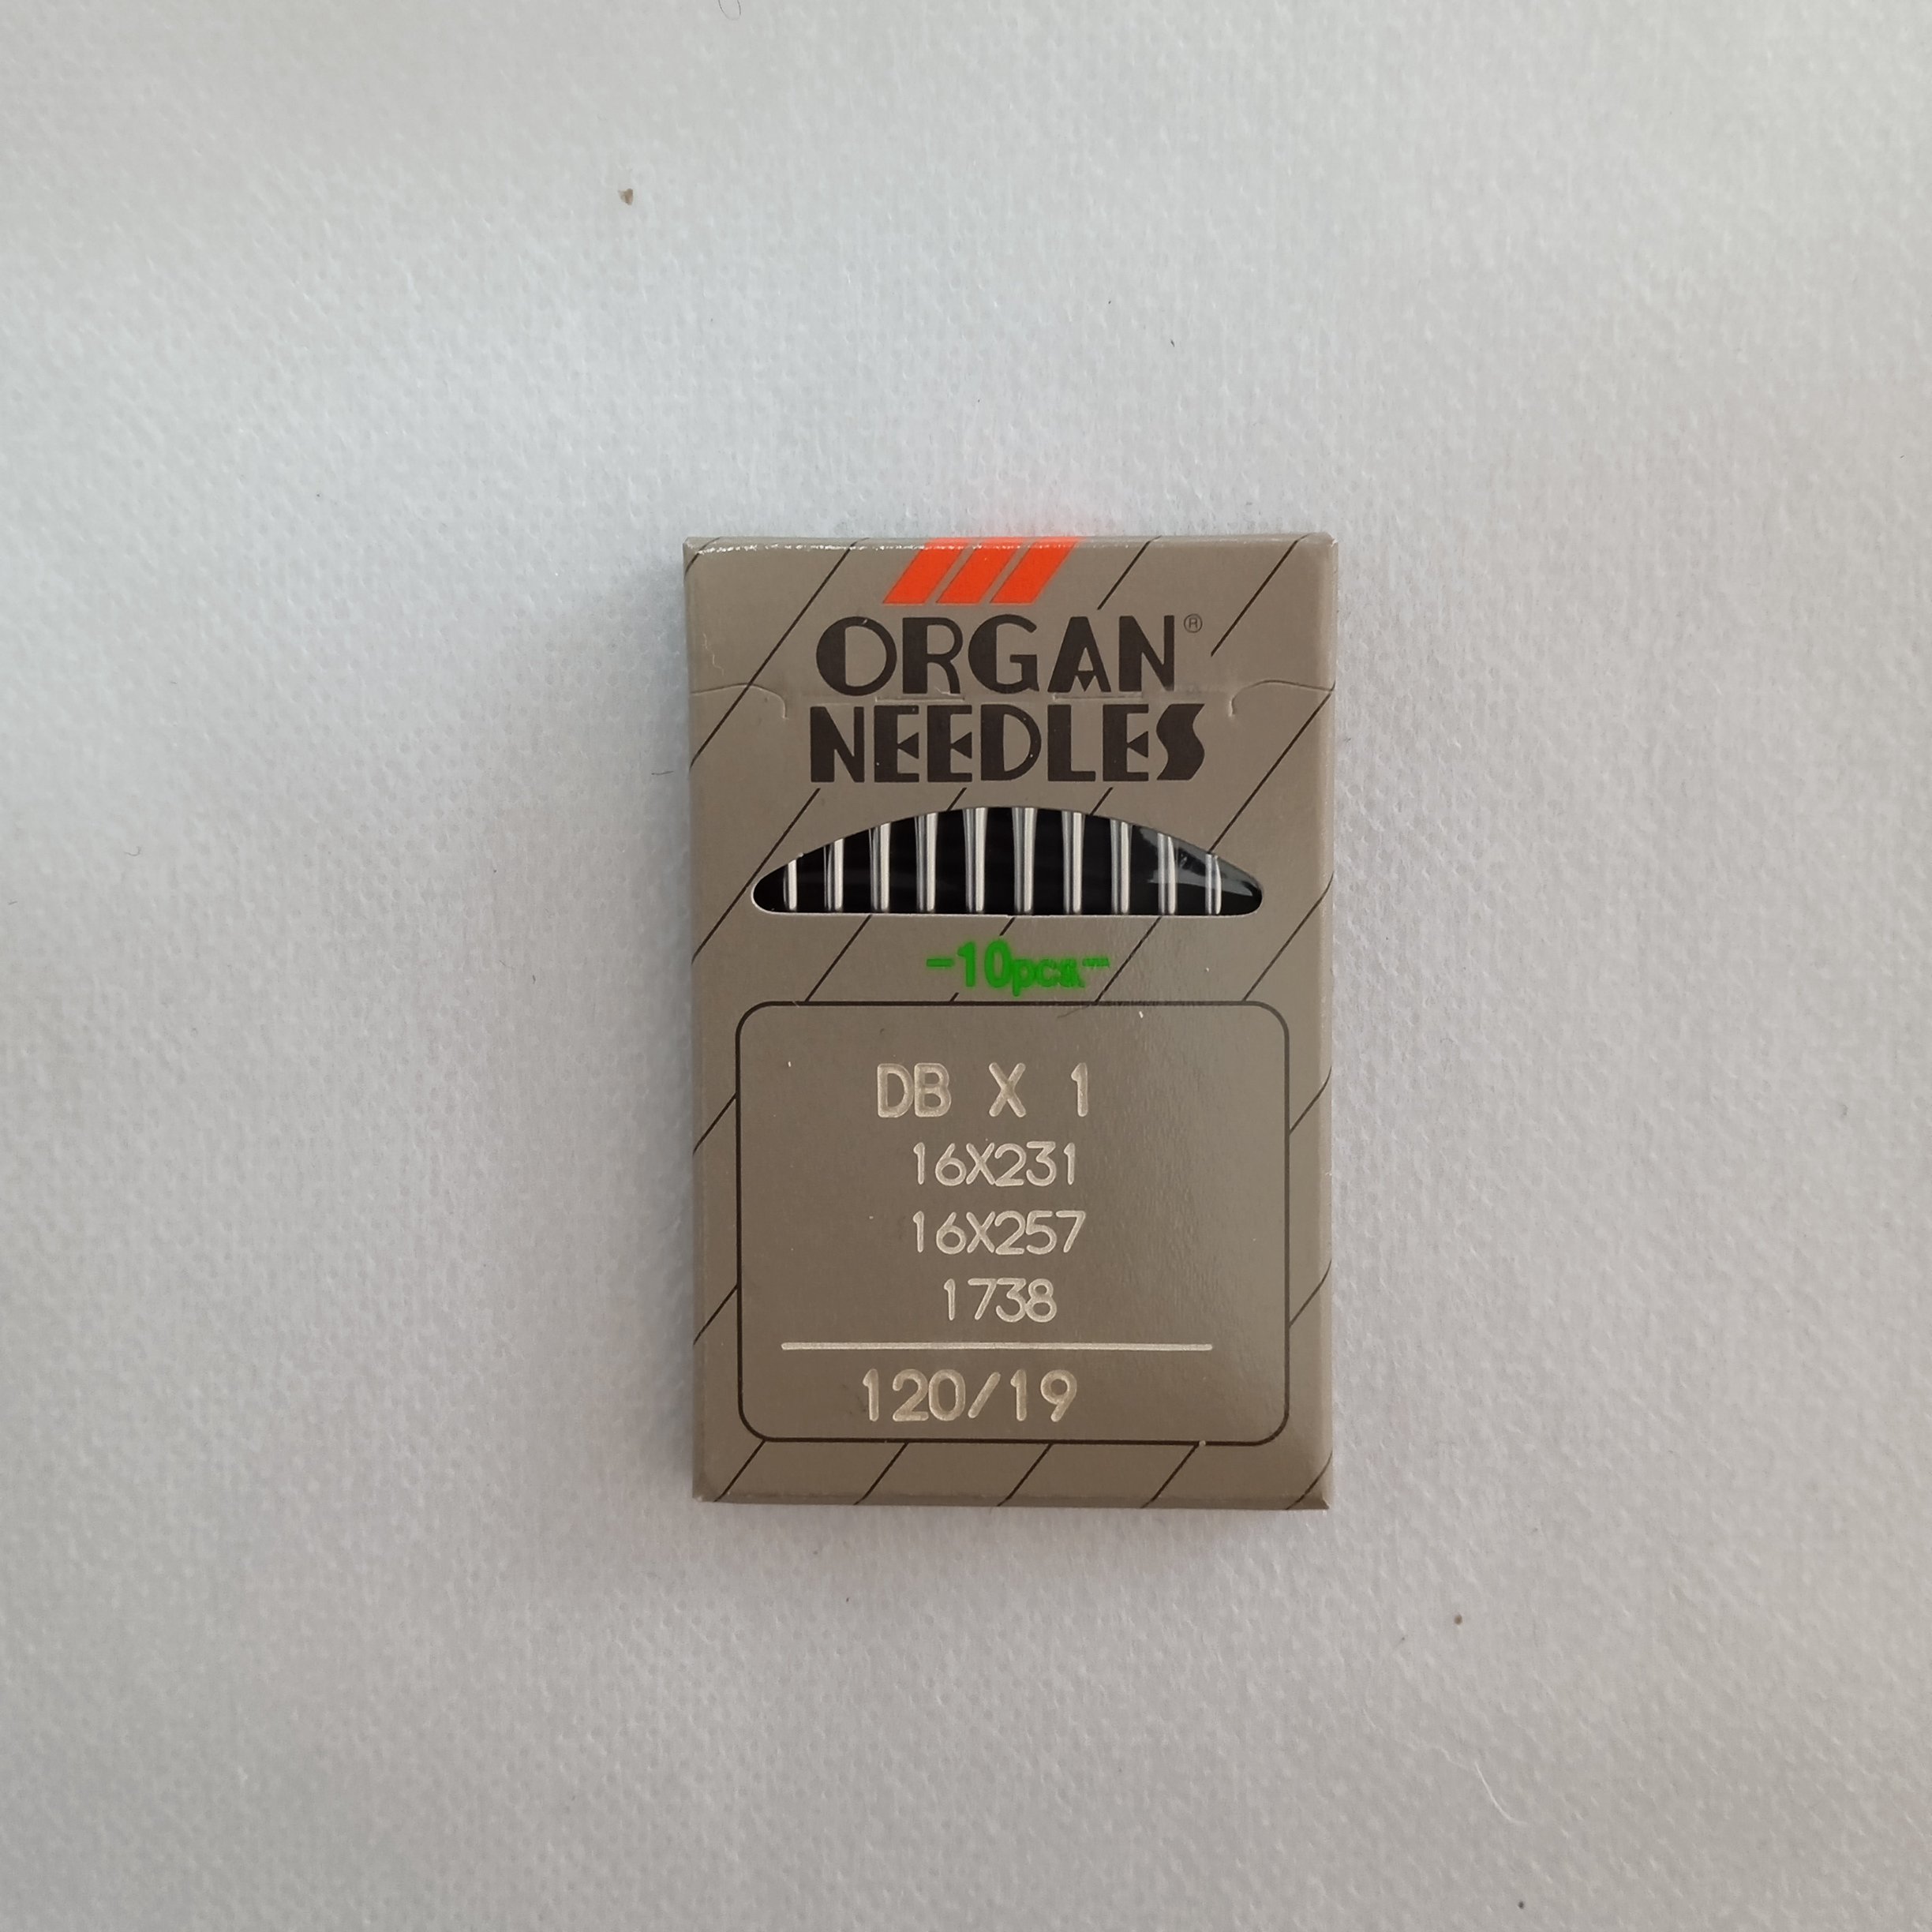 ORGAN®
NEEDLES
-10pcs.-
DB X 1
16X231
16X257
1738
120/19